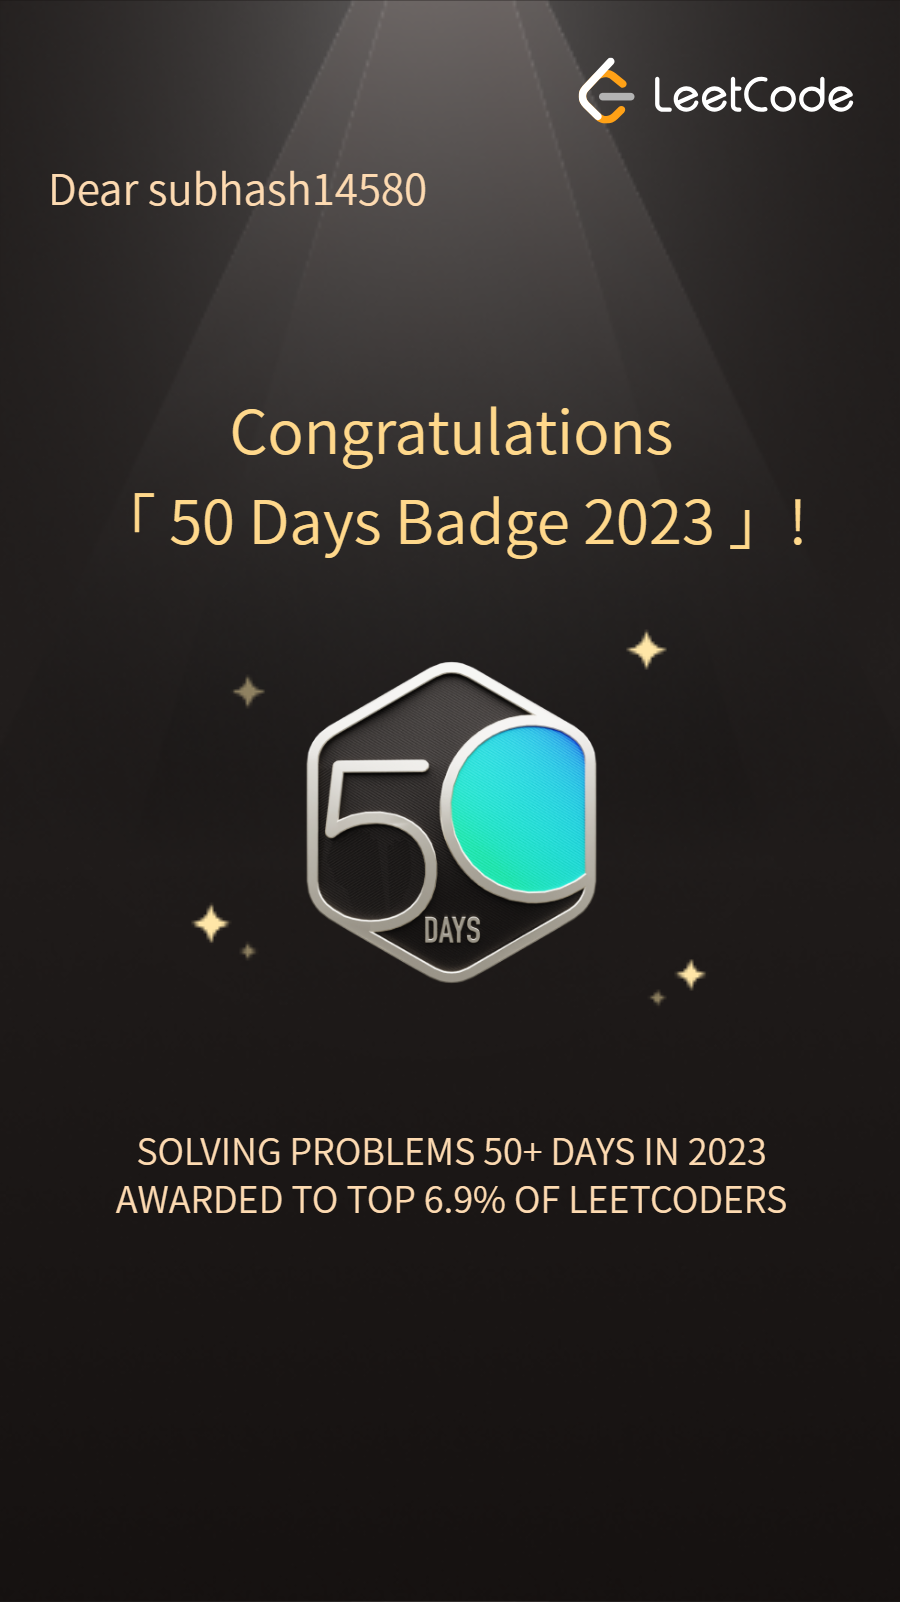 LeetCode
Dear subhash14580
Congratulations
「 50 Days Badge 2023 」!
50
DAYS
SOLVING PROBLEMS 50+ DAYS IN 2023
AWARDED TO TOP 6.9% OF LEETCODERS